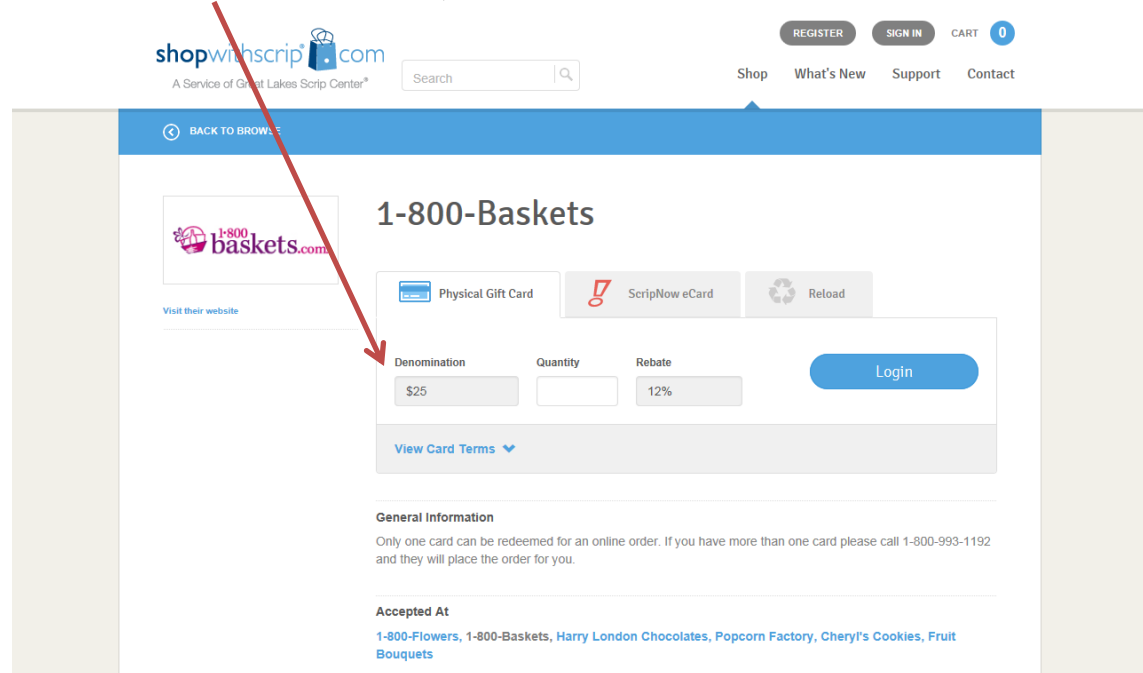 REGISTER SIGN IN CART 0
shopwithscrip® com
A Service of Great Lakes Scrip Center®
Search
Shop What's New Support Contact
BACK TO BROWSE
1-800-Baskets
1•800
baskets.com
Physical Gift Card ScripNow eCard Reload
Visit their website
Denomination Quantity Rebate
Login
$25 12%
View Card Terms
General Information
Only one card can be redeemed for an online order. If you have more than one card please call 1-800-993-1192
and they will place the order for you.
Accepted At
1-800-Flowers, 1-800-Baskets, Harry London Chocolates, Popcorn Factory, Cheryl's Cookies, Fruit
Bouquets